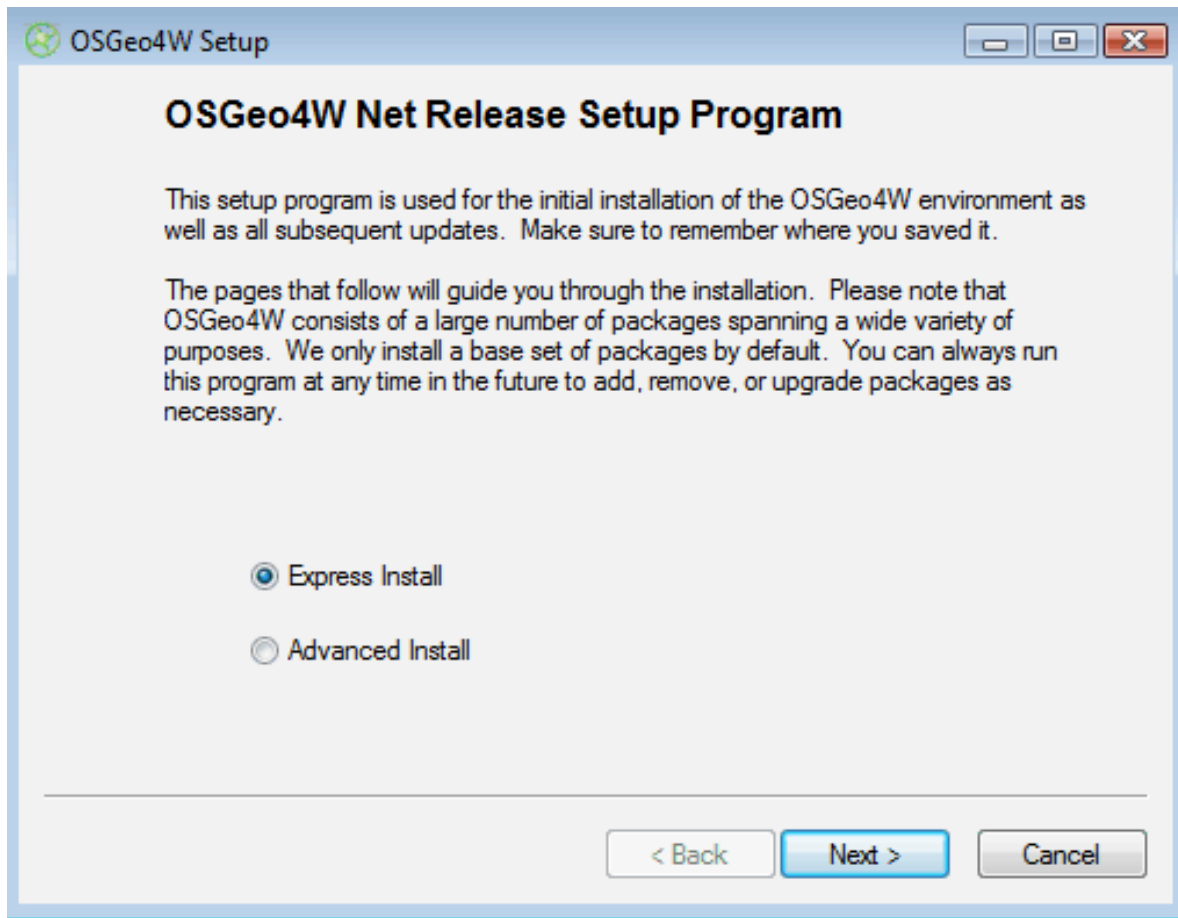 OSGeo4W Setup
OSGeo4W Net Release Setup Program
This setup program is used for the initial installation of the OSGeo4W environment as
well as all subsequent updates.  Make sure to remember where you saved it.
The pages that follow will guide you through the installation.  Please note that
OSGeo4W consists of a large number of packages spanning a wide variety of
purposes.  We only install a base set of packages by default.  You can always run
this program at any time in the future to add, remove, or upgrade packages as
necessary.
Express Install
Advanced Install
< Back
Next >
Cancel